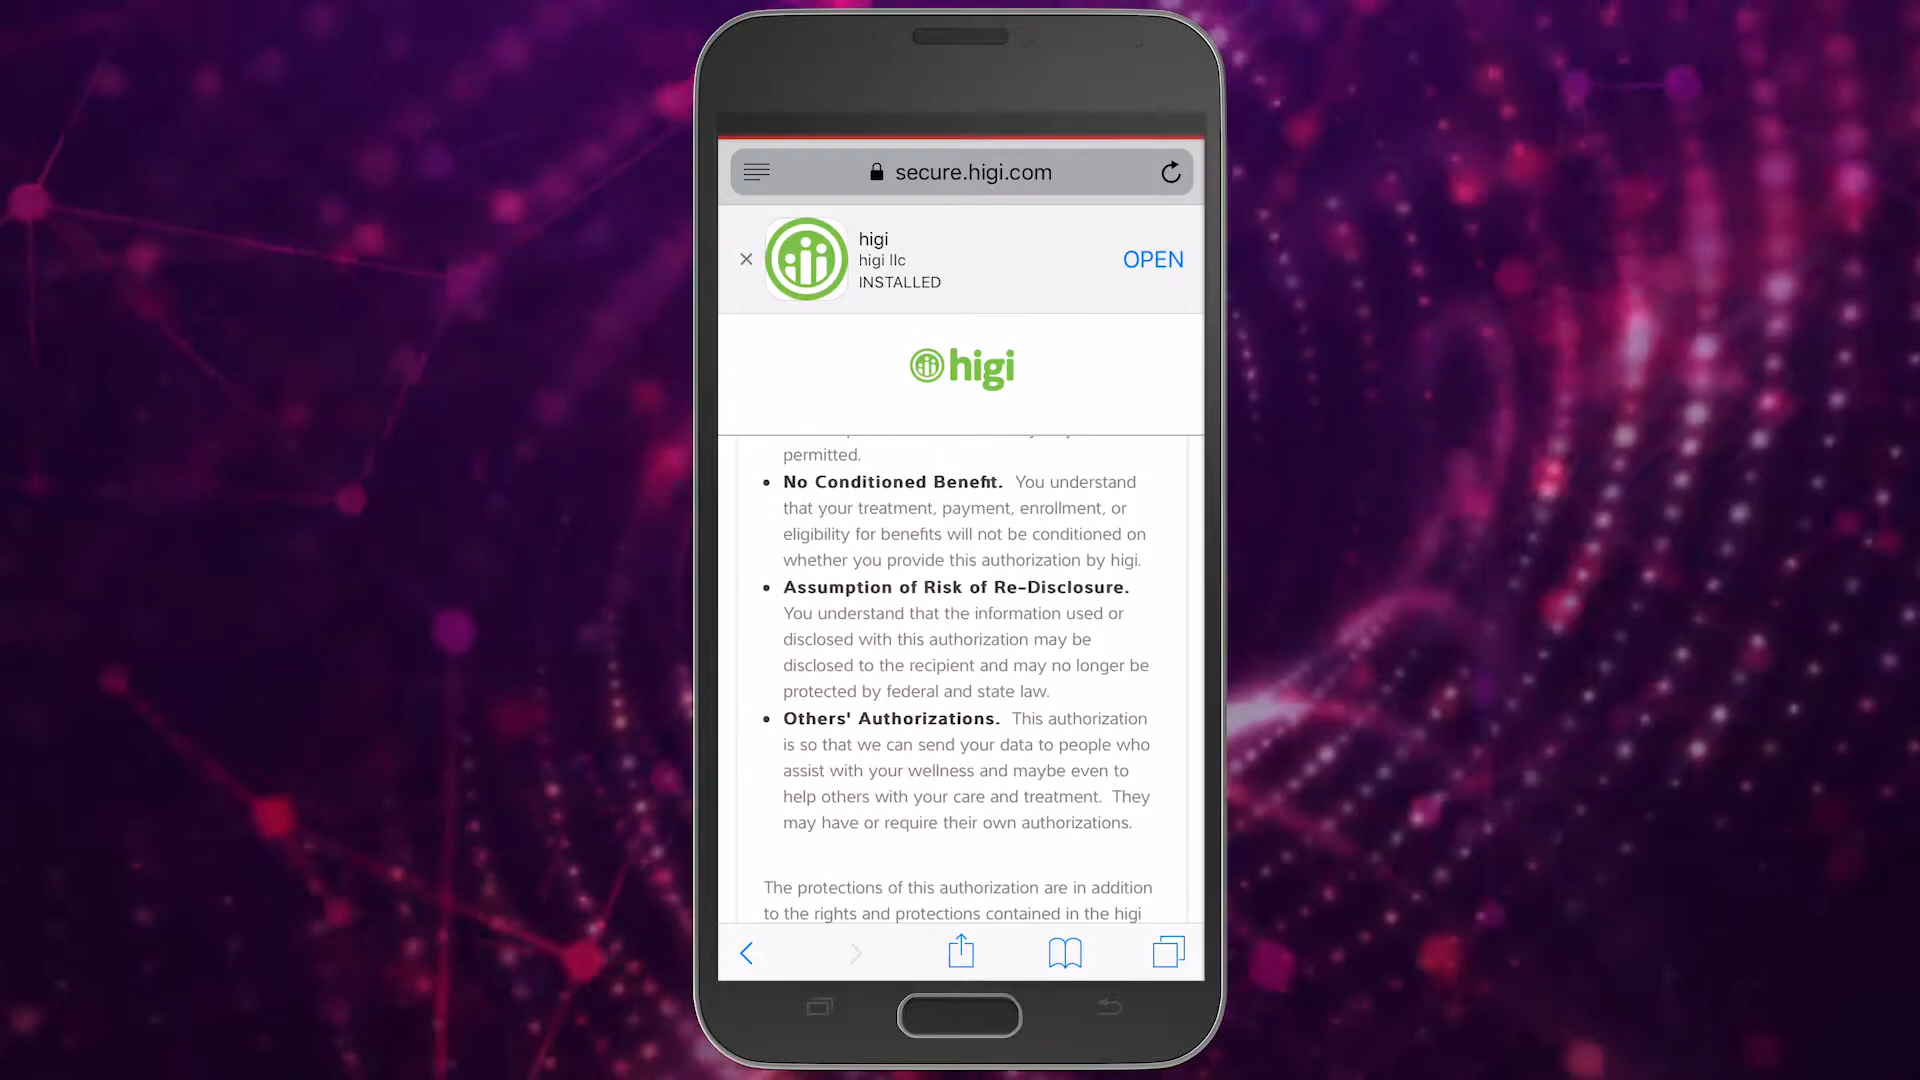 secure.higi.com
higi
higi llc
INSTALLED
OPEN
higi
permitted.
• No Conditioned Benefit. You understand
that your treatment, payment, enrollment, or
eligibility for benefits will not be conditioned on
whether you provide this authorization by higi.
• Assumption of Risk of Re-Disclosure.
You understand that the information used or
disclosed with this authorization may be
disclosed to the recipient and may no longer be
protected by federal and state law.
• Others' Authorizations. This authorization
is so that we can send your data to people who
assist with your wellness and maybe even to
help others with your care and treatment. They
may have or require their own authorizations.
The protections of this authorization are in addition
to the rights and protections contained in the higi